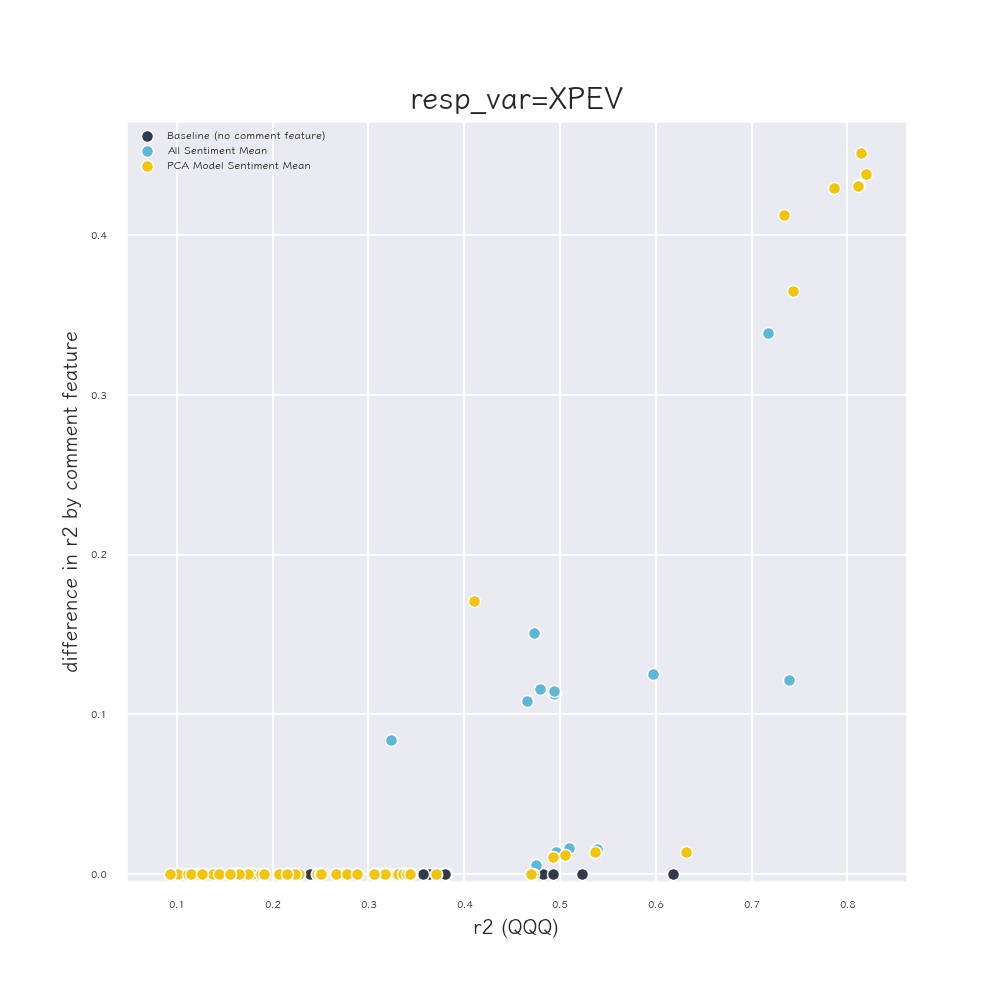 resp_var=XPEV
Baseline (no comment feature)
All Sentiment Mean
PCA Model Sentiment Mean
difference in r2 by comment feature
0.4
0.3
0.2
0.1
0.0
0.1 0.2 0.3 0.4 0.5 0.6 0.7 0.8
r2 (QQQ)